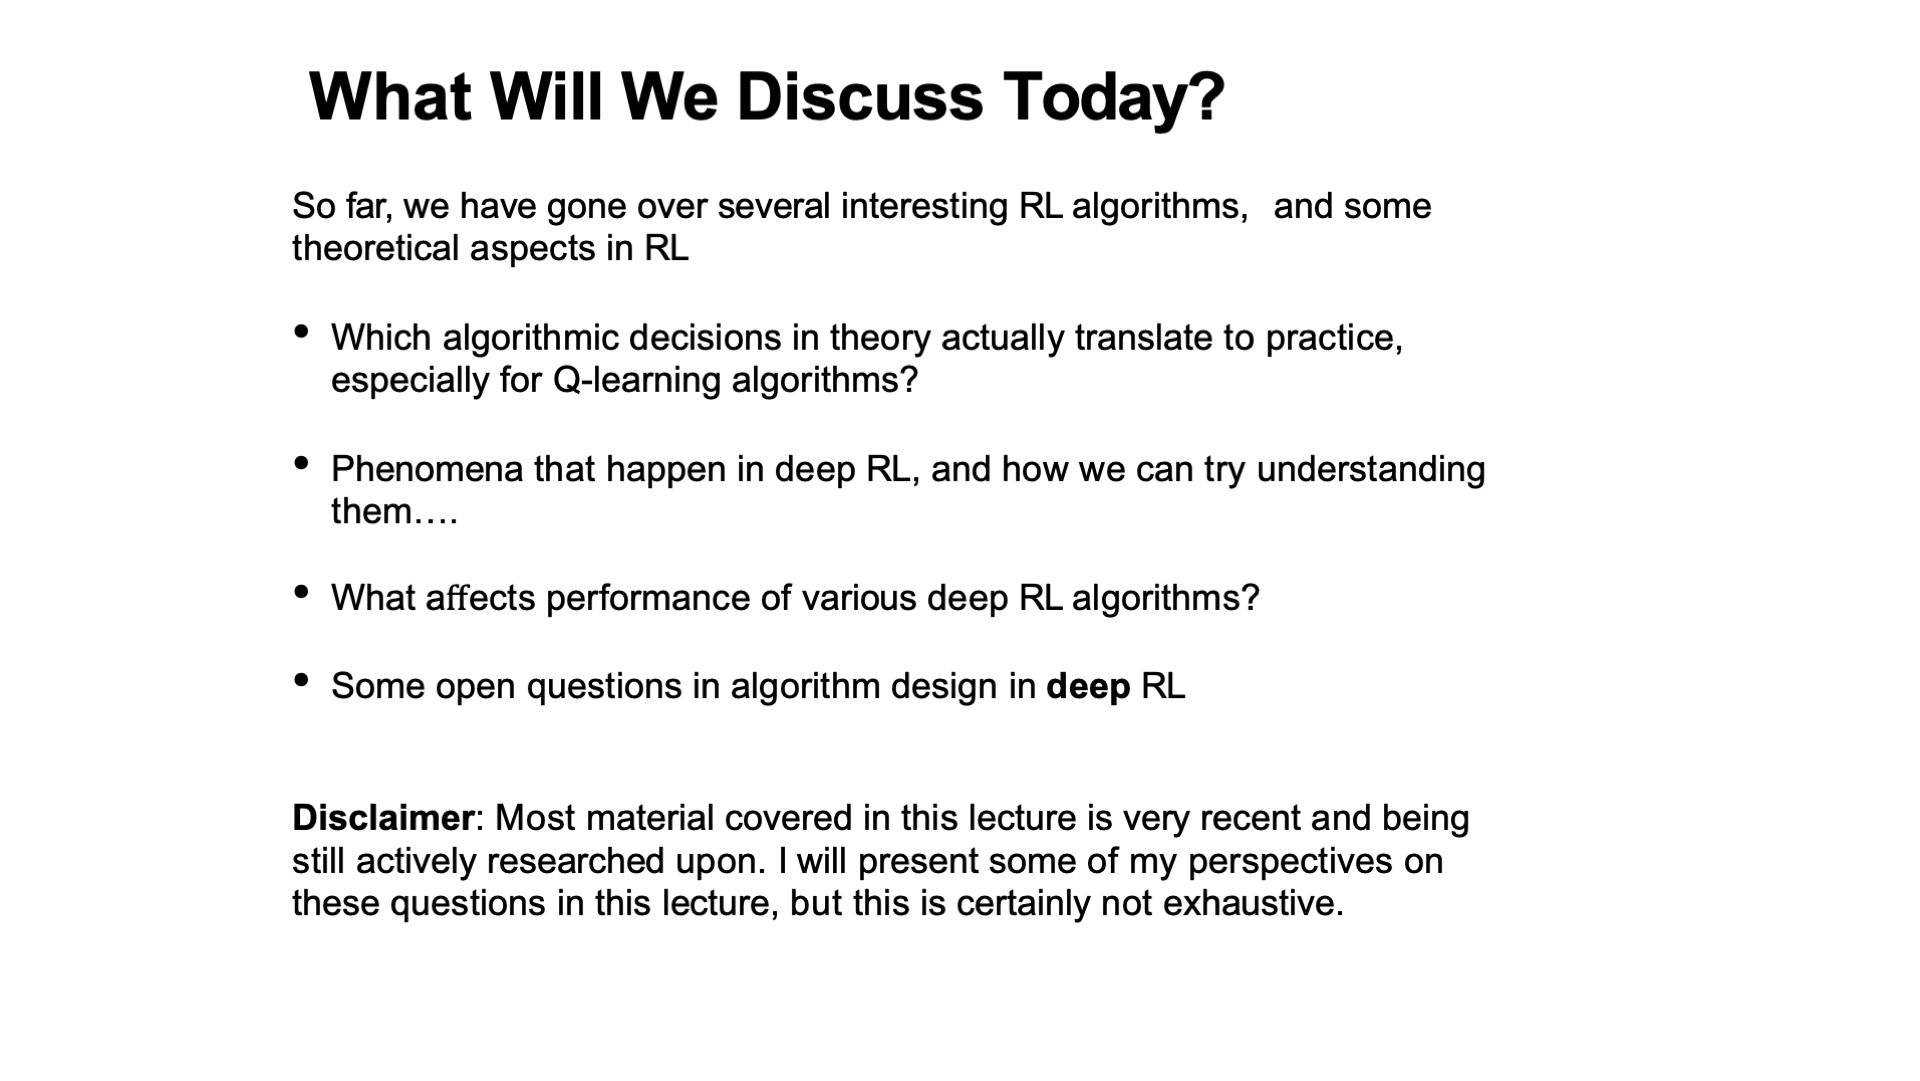 What Will We Discuss Today?
So far, we have gone over several interesting RL algorithms, and some
theoretical aspects in RL
• Which algorithmic decisions in theory actually translate to practice,
especially for Q-learning algorithms?
• Phenomena that happen in deep RL, and how we can try understanding
them….
• What affects performance of various deep RL algorithms?
• Some open questions in algorithm design in deep RL
Disclaimer: Most material covered in this lecture is very recent and being
still actively researched upon. I will present some of my perspectives on
these questions in this lecture, but this is certainly not exhaustive.